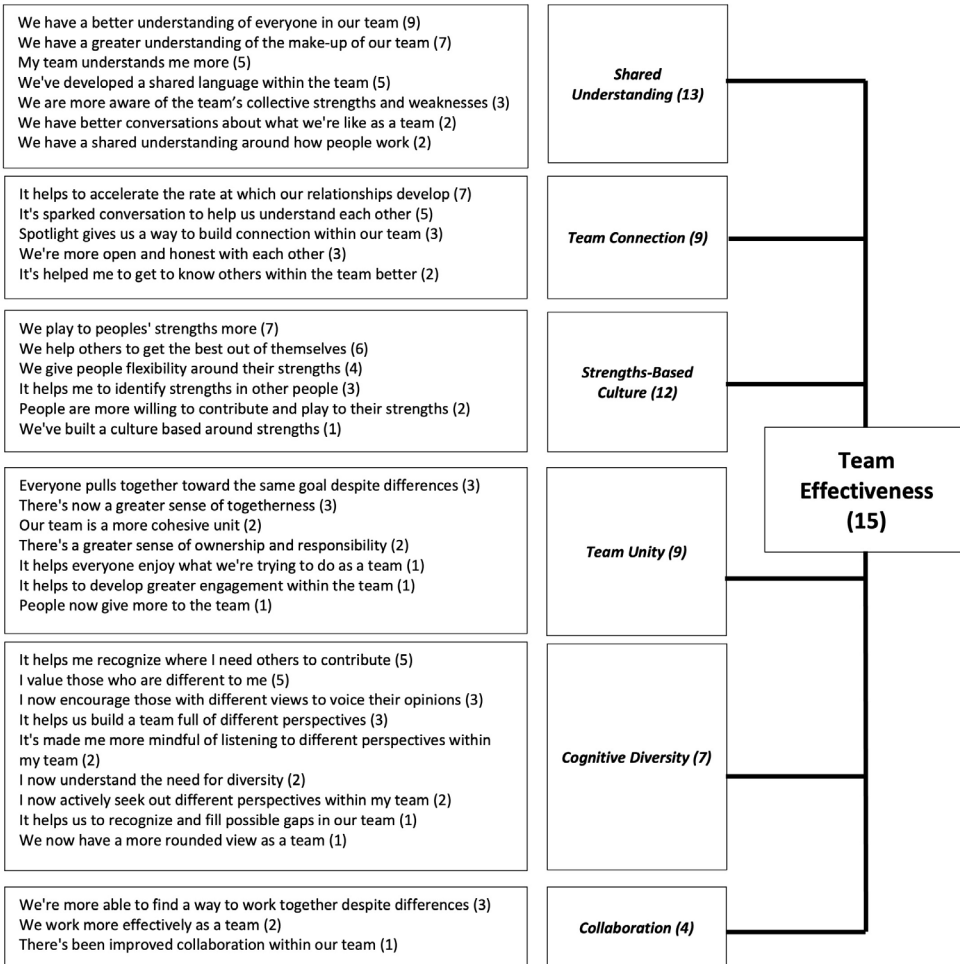 We have a better understanding of everyone in our team (9)
We have a greater understanding of the make-up of our team (7)
My team understands me more (5)
We've developed a shared language within the team (5)
We are more aware of the team’s collective strengths and weaknesses (3)
We have better conversations about what we're like as a team (2)
We have a shared understanding around how people work (2)
Shared
Understanding (13)
It helps to accelerate the rate at which our relationships develop (7)
It's sparked conversation to help us understand each other (5)
Spotlight gives us a way to build connection within our team (3)
We're more open and honest with each other (3)
It's helped me to get to know others within the team better (2)
Team Connection (9)
We play to peoples' strengths more (7)
We help others to get the best out of themselves (6)
We give people flexibility around their strengths (4)
It helps me to identify strengths in other people (3)
People are more willing to contribute and play to their strengths (2)
We've built a culture based around strengths (1)
Strengths-Based
Culture (12)
Everyone pulls together toward the same goal despite differences (3)
There's now a greater sense of togetherness (3)
Our team is a more cohesive unit (2)
There's a greater sense of ownership and responsibility (2)
It helps everyone enjoy what we're trying to do as a team (1)
It helps to develop greater engagement within the team (1)
People now give more to the team (1)
Team Unity (9)
It helps me recognize where I need others to contribute (5)
I value those who are different to me (5)
I now encourage those with different views to voice their opinions (3)
It helps us build a team full of different perspectives (3)
It's made me more mindful of listening to different perspectives within
my team (2)
I now understand the need for diversity (2)
I now actively seek out different perspectives within my team (2)
It helps us to recognize and fill possible gaps in our team (1)
We now have a more rounded view as a team (1)
Cognitive Diversity (7)
We're more able to find a way to work together despite differences (3)
We work more effectively as a team (2)
There's been improved collaboration within our team (1)
Collaboration (4)
Team
Effectiveness
(15)